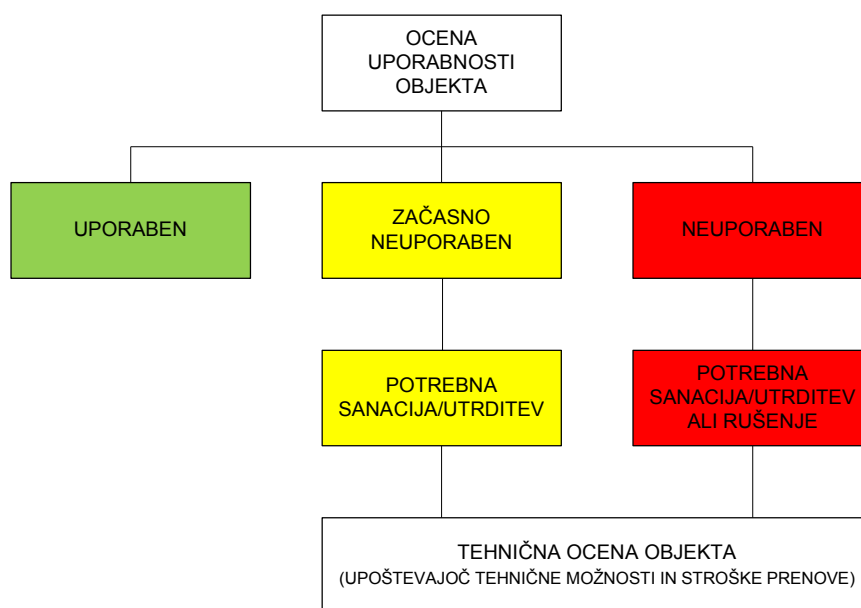 OCENA
UPORABNOSTI
OBJEKTA
UPORABEN
ZAČASNO
NEUPORABEN
NEUPORABEN
POTREBNA
SANACIJA/UTRDITEV
POTREBNA
SANACIJA/UTRDITEV
ALI RUŠENJE
TEHNIČNA OCENA OBJEKTA
(UPOŠTEVAJOČ TEHNIČNE MOŽNOSTI IN STROŠKE PRENOVE)